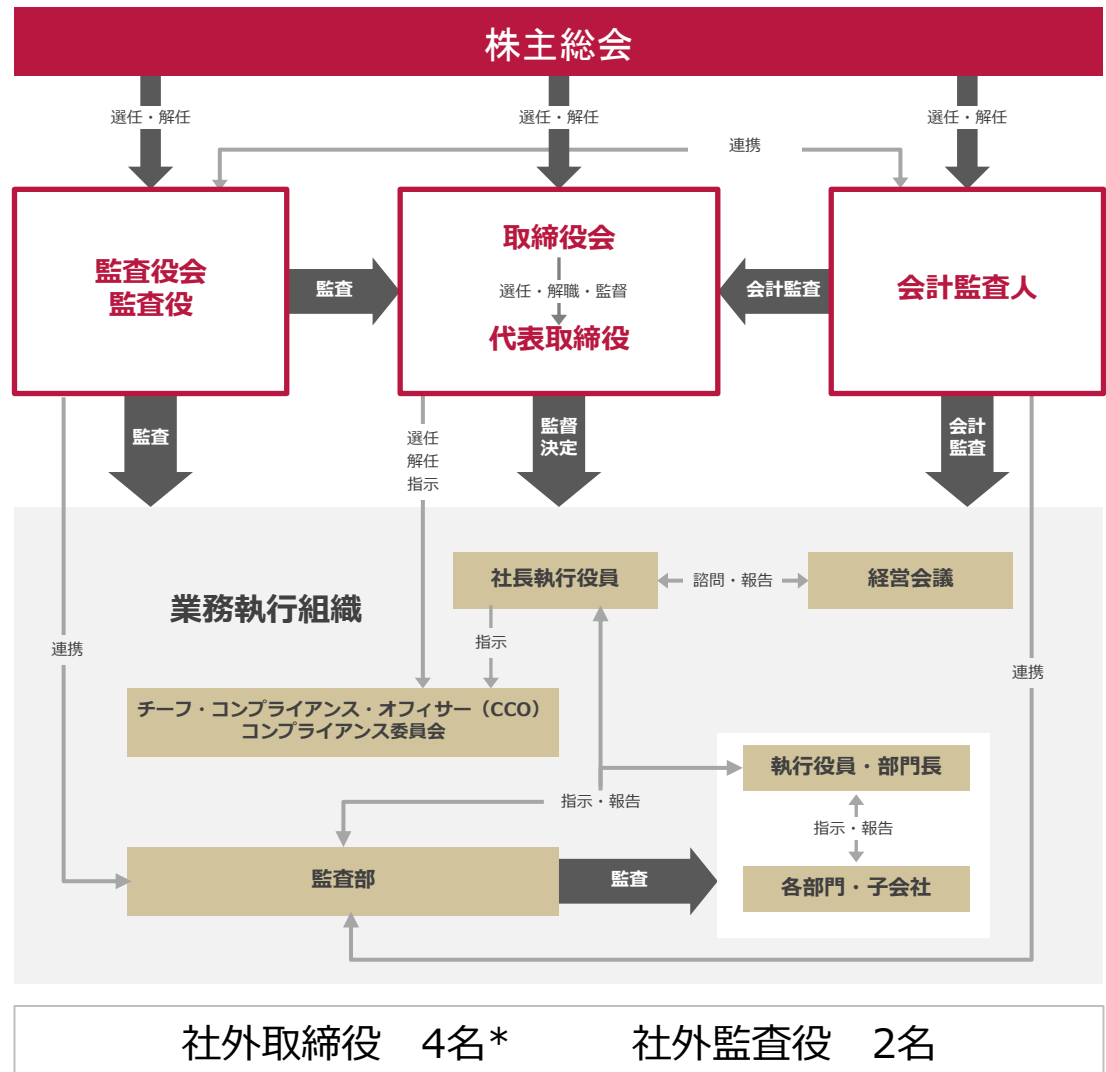 株主総会
選任・解任
選任・解任
選任・解任
連携
監査役会
監査役
監査
取締役会
選任・解職・監督
代表取締役
会計監査
会計監査人
監査
選任
解任
指示
監督
決定
会計
監査
業務執行組織
社長執行役員
諮問・報告
経営会議
連携
指示
連携
チーフ・コンプライアンス・オフィサー（CCO）
コンプライアンス委員会
執行役員・部門長
指示・報告
指示・報告
監査部
監査
各部門・子会社
社外取締役　4名*　　　社外監査役　2名